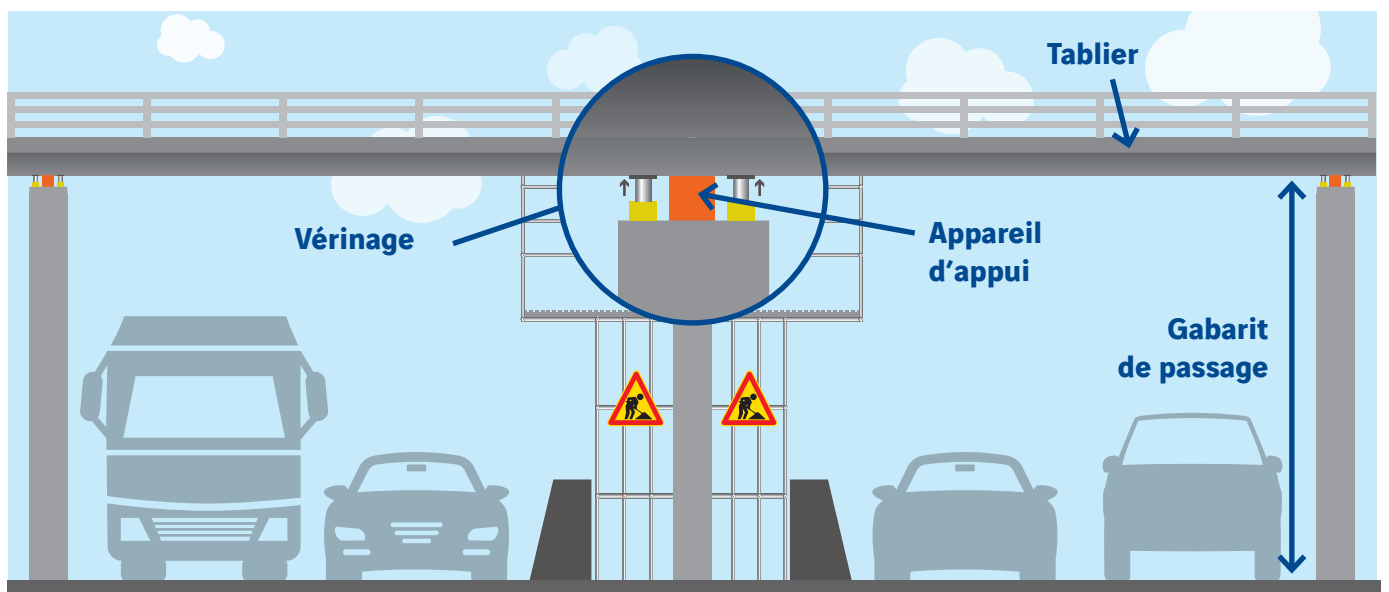 Tablier
Vérinage
Appareil
d’appui
Gabarit
de passage